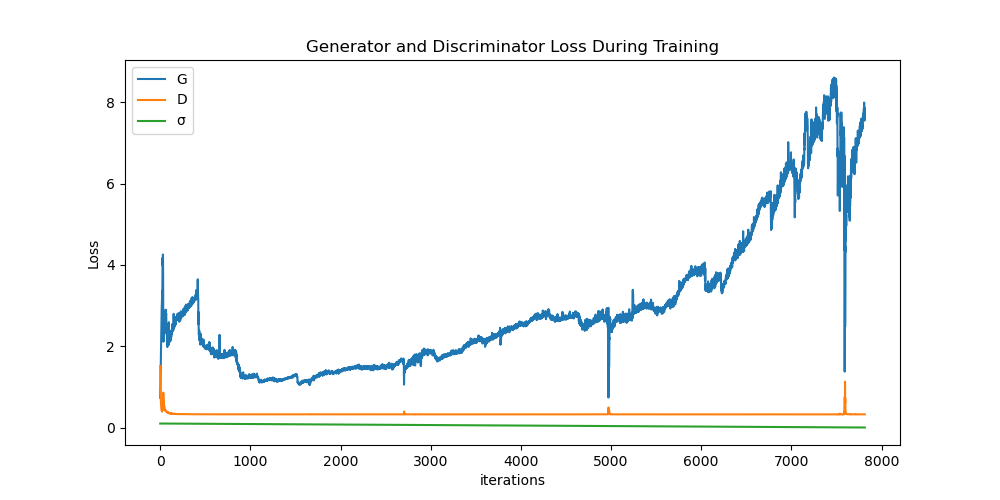 Generator and Discriminator Loss During Training
G
D
σ
Loss
8
6
4
2
0
0 1000 2000 3000 4000 5000 6000 7000 8000
iterations